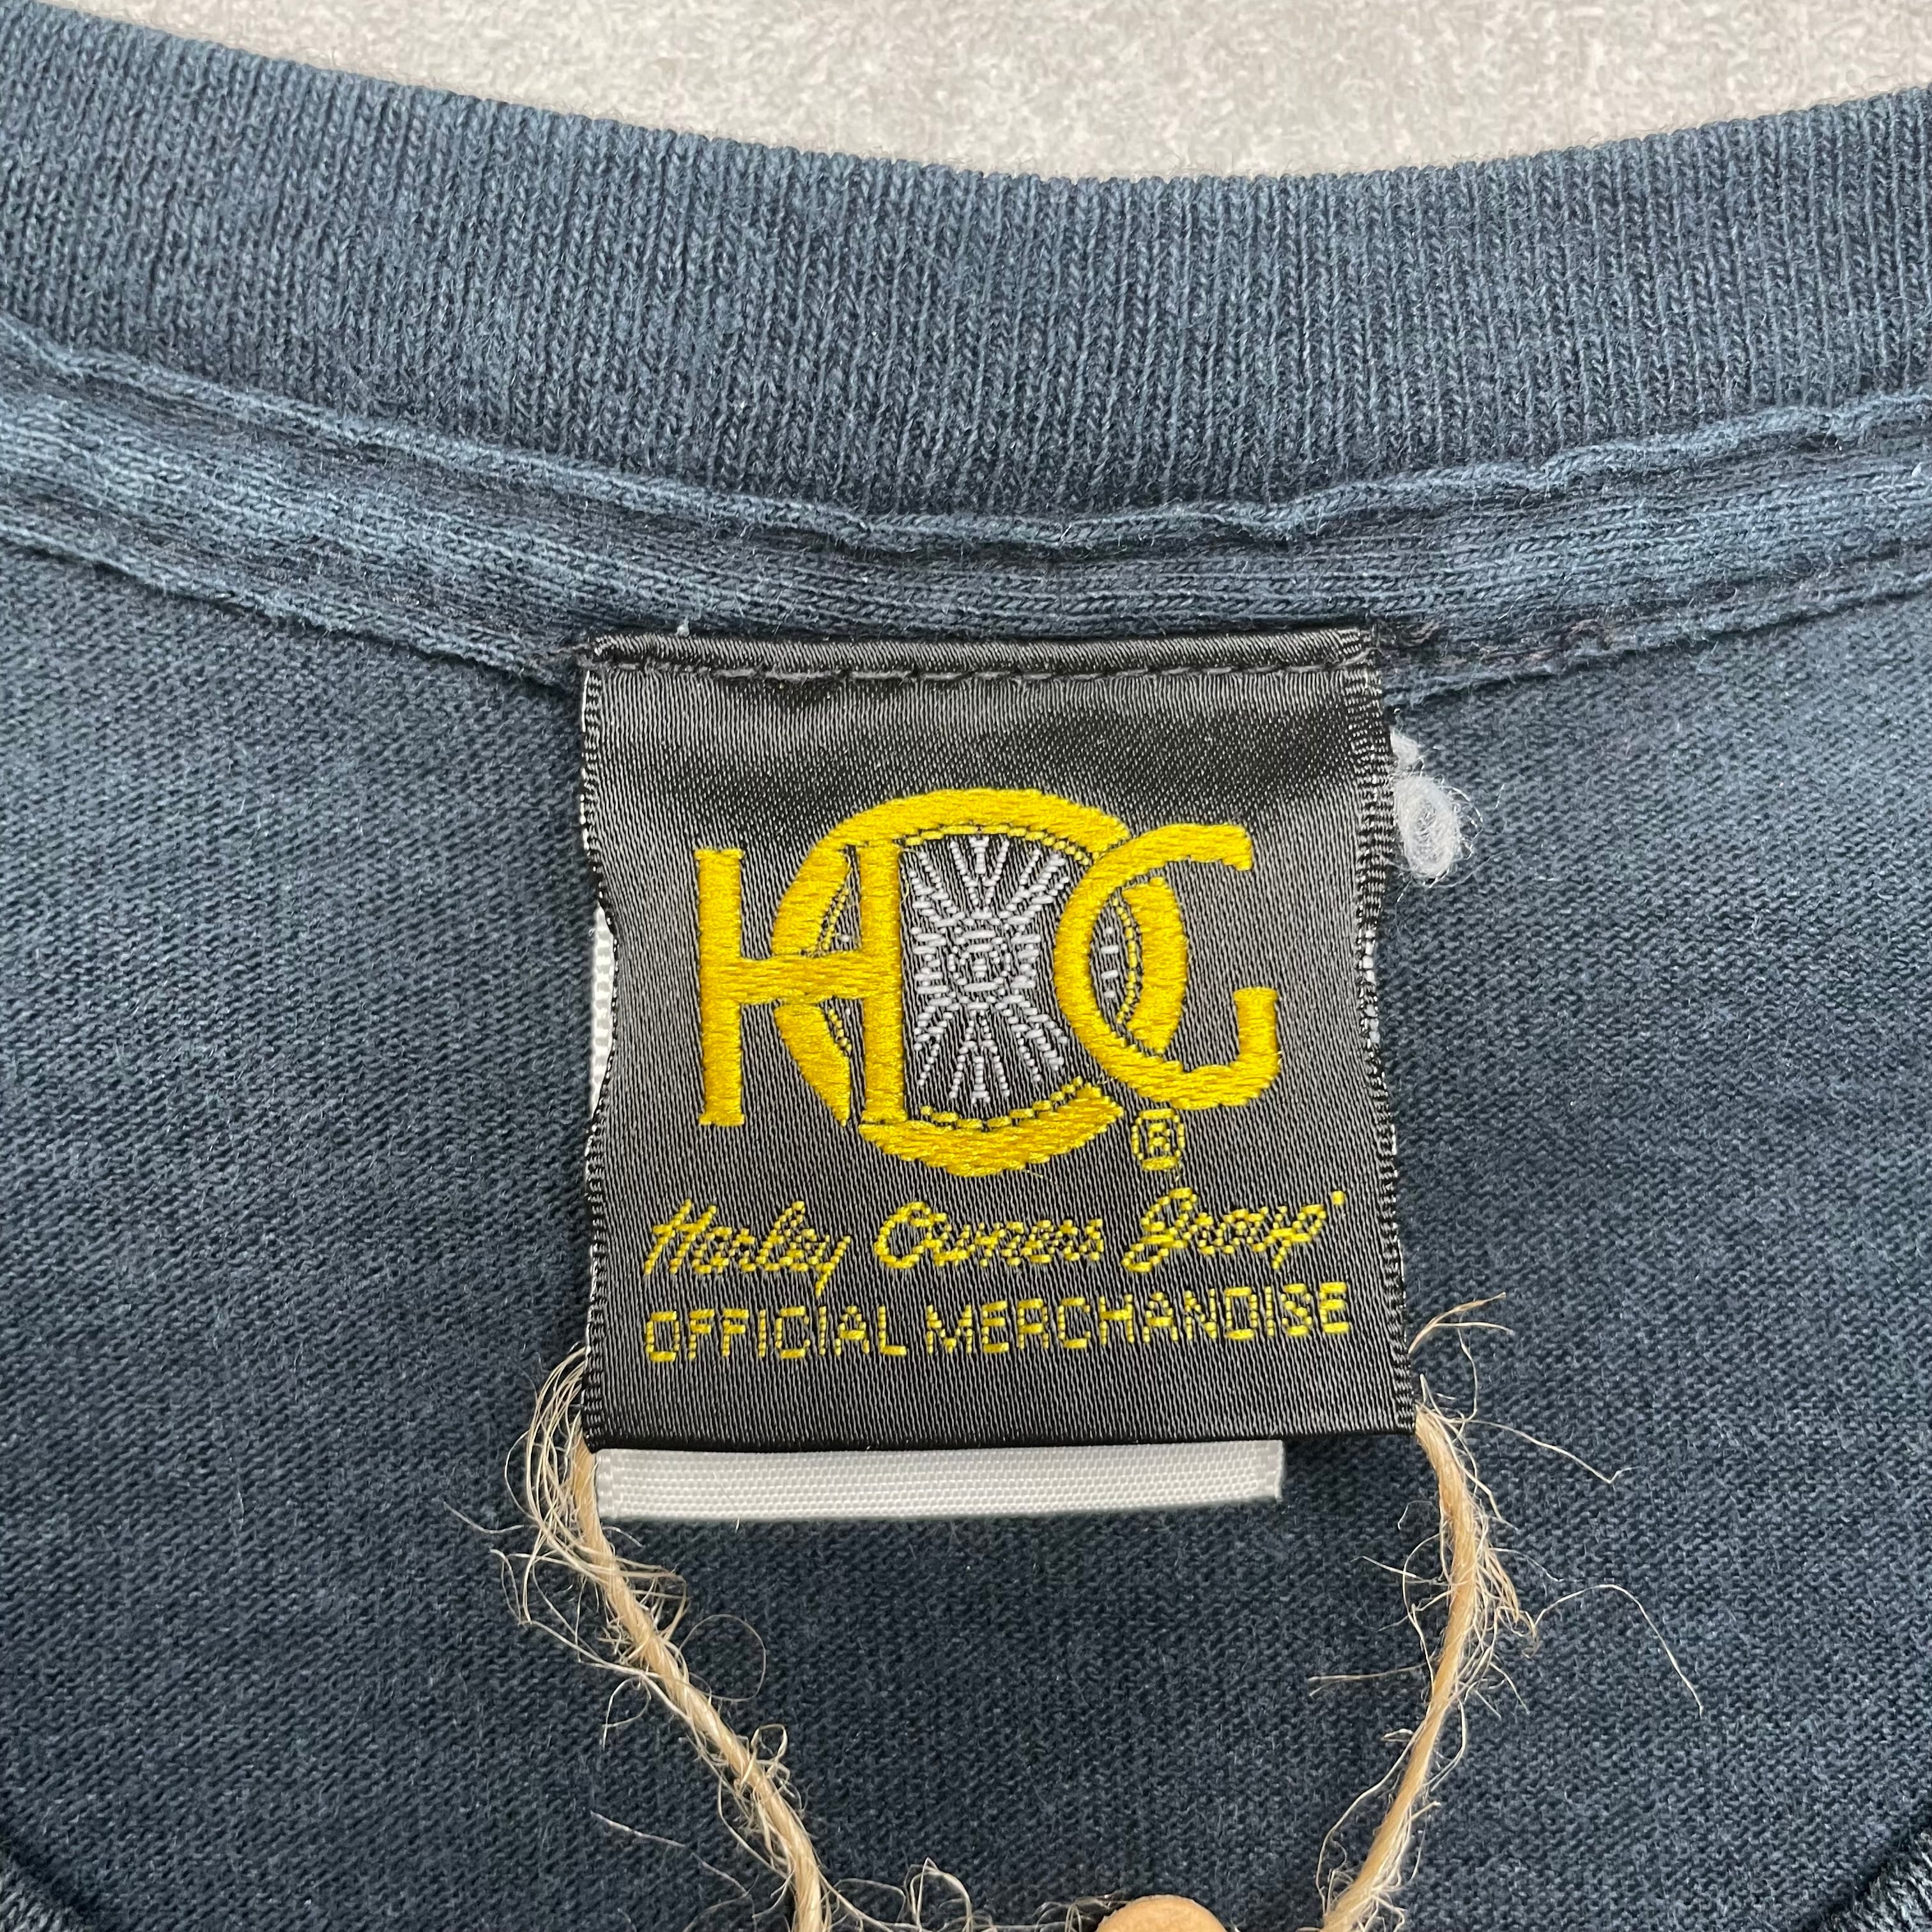 HOG
®
Harley Owners Group
OFFICIAL MERCHANDISE